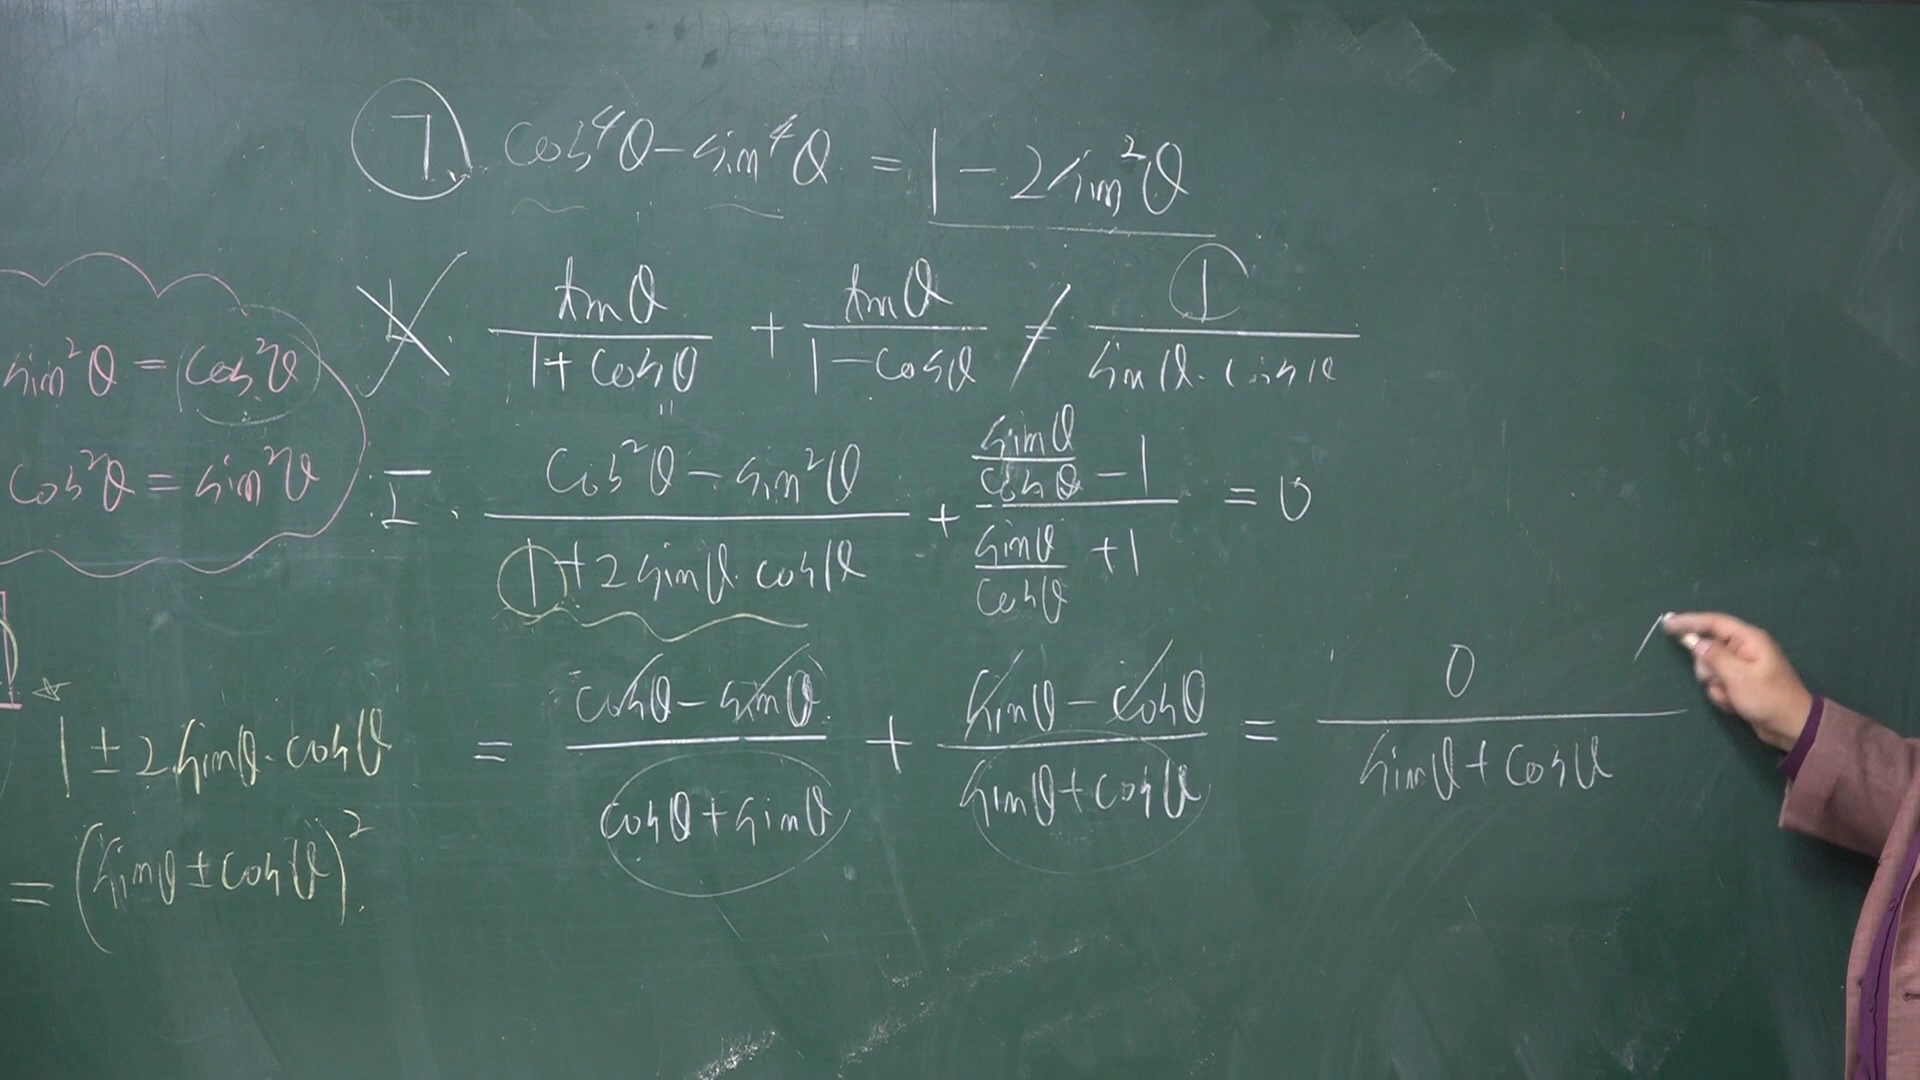 ㄱ. cos⁴θ - sin⁴θ = 1 - 2sin²θ
ㄴ. tanθ/(1 + cosθ) + tanθ/(1 - cosθ) ≠ 1/(sinθ · cosθ)
ㄷ. (cos²θ - sin²θ)/(1 + 2sinθ · cosθ) + (sinθ/cosθ - 1)/(sinθ/cosθ + 1) = 0
= (cosθ - sinθ)/(cosθ + sinθ) + (sinθ - cosθ)/(sinθ + cosθ) = 0/(sinθ + cosθ)
sin²θ = cos²θ
cos²θ = sin²θ
1 ± 2sinθ · cosθ
= (sinθ ± cosθ)².